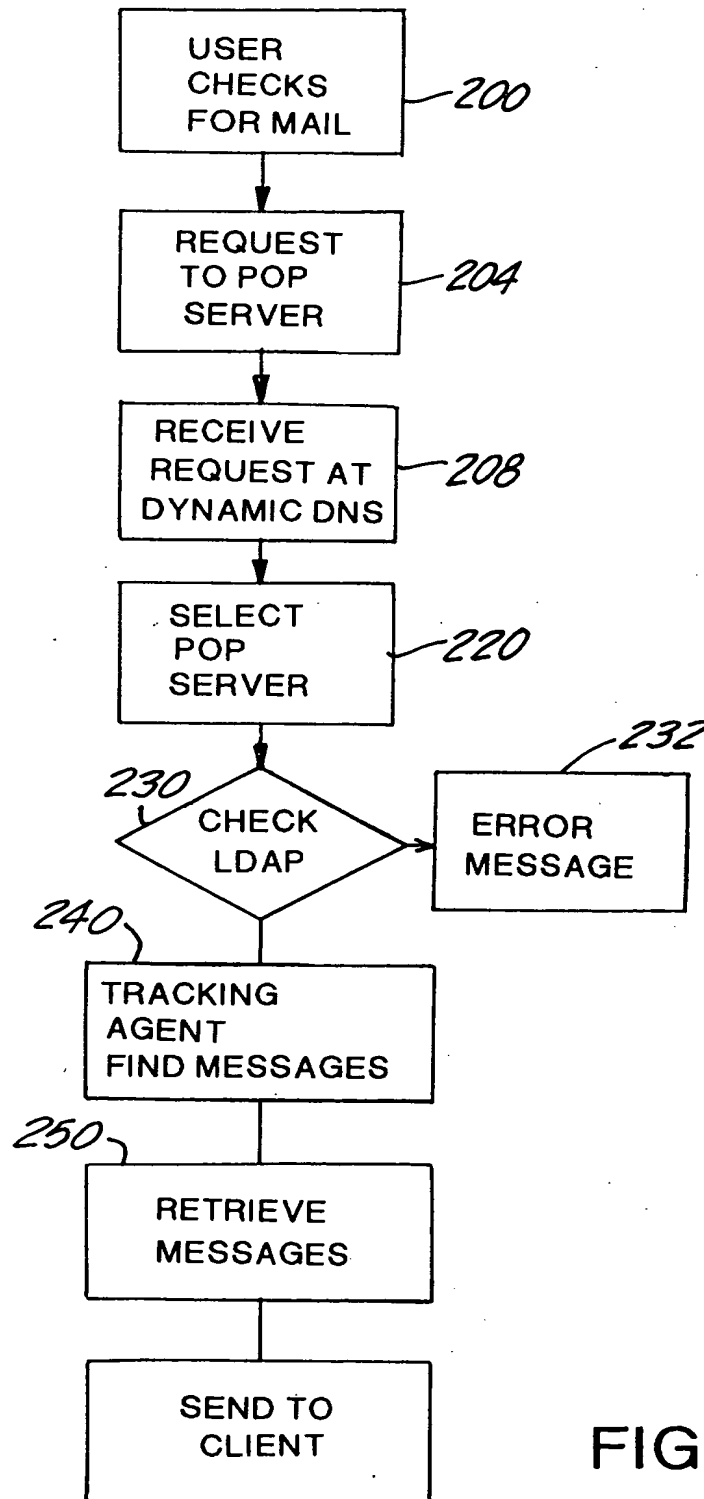 USER
CHECKS
FOR MAIL
200
REQUEST
TO POP
SERVER
204
RECEIVE
REQUEST AT
DYNAMIC DNS
208
SELECT
POP
SERVER
220
230
CHECK
LDAP
232
ERROR
MESSAGE
240
TRACKING
AGENT
FIND MESSAGES
250
RETRIEVE
MESSAGES
SEND TO
CLIENT
FIG